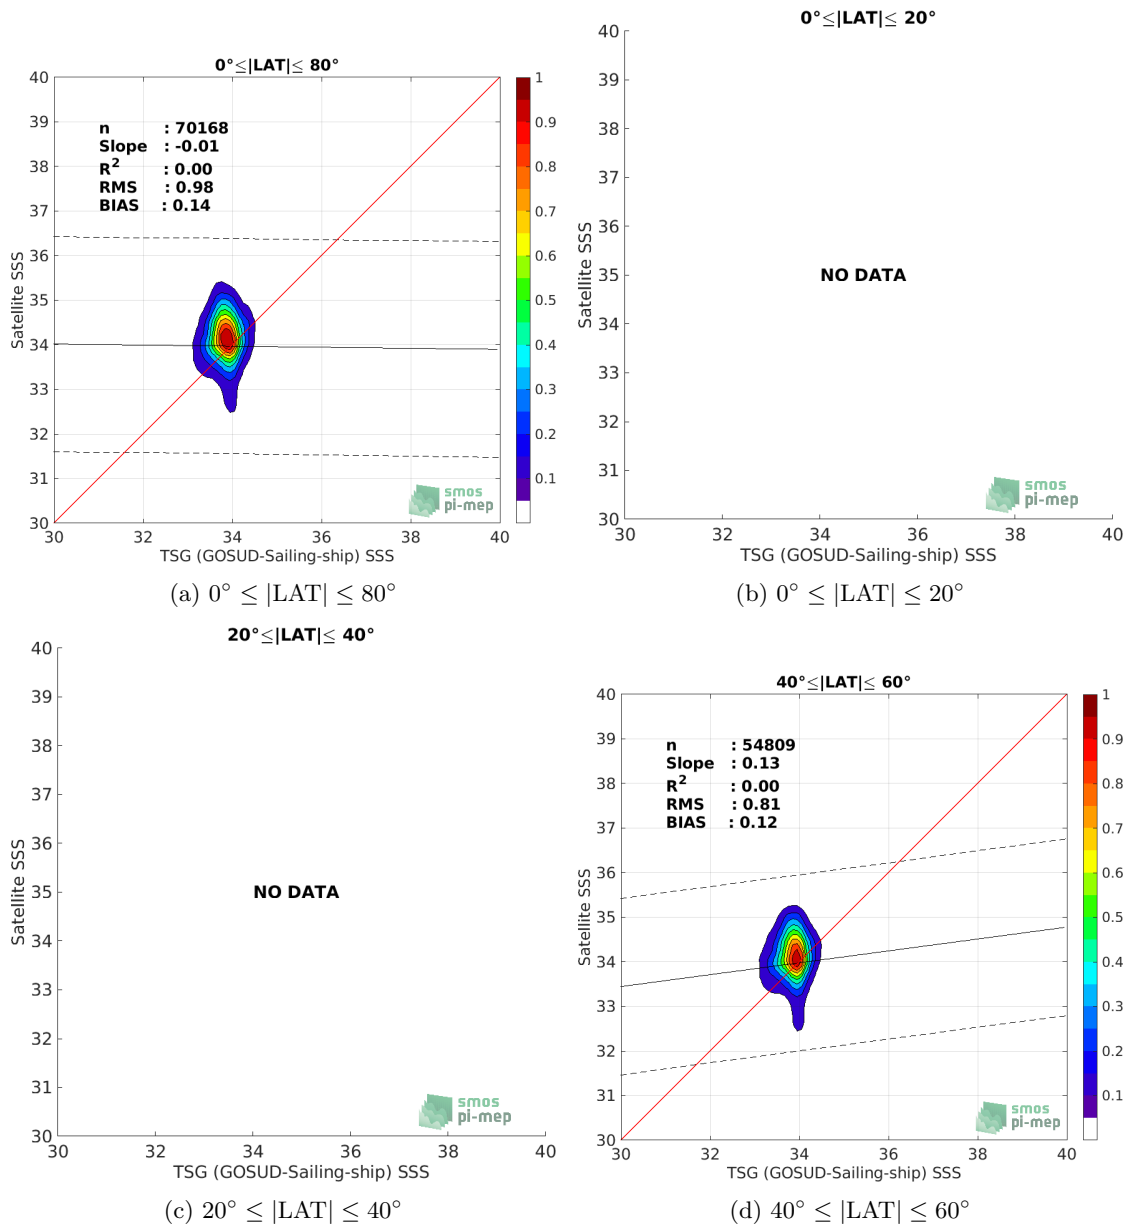 0°≤|LAT|≤ 80°
40
39
38
37
36
35
34
33
32
31
30
n : 70168
Slope : -0.01
R2 : 0.00
RMS : 0.98
BIAS : 0.14
Satellite SSS
30 32 34 36 38 40
TSG (GOSUD-Sailing-ship) SSS
smos
pi-mep
1
0.9
0.8
0.7
0.6
0.5
0.4
0.3
0.2
0.1
(a) 0° ≤ |LAT| ≤ 80°
0°≤|LAT|≤ 20°
40
39
38
37
36
35
34
33
32
31
30
Satellite SSS
NO DATA
smos
pi-mep
30 32 34 36 38 40
TSG (GOSUD-Sailing-ship) SSS
(b) 0° ≤ |LAT| ≤ 20°
20°≤|LAT|≤ 40°
40
39
38
37
36
35
34
33
32
31
30
Satellite SSS
NO DATA
smos
pi-mep
30 32 34 36 38 40
TSG (GOSUD-Sailing-ship) SSS
(c) 20° ≤ |LAT| ≤ 40°
40°≤|LAT|≤ 60°
40
39
38
37
36
35
34
33
32
31
30
n : 54809
Slope : 0.13
R2 : 0.00
RMS : 0.81
BIAS : 0.12
Satellite SSS
smos
pi-mep
30 32 34 36 38 40
TSG (GOSUD-Sailing-ship) SSS
1
0.9
0.8
0.7
0.6
0.5
0.4
0.3
0.2
0.1
(d) 40° ≤ |LAT| ≤ 60°